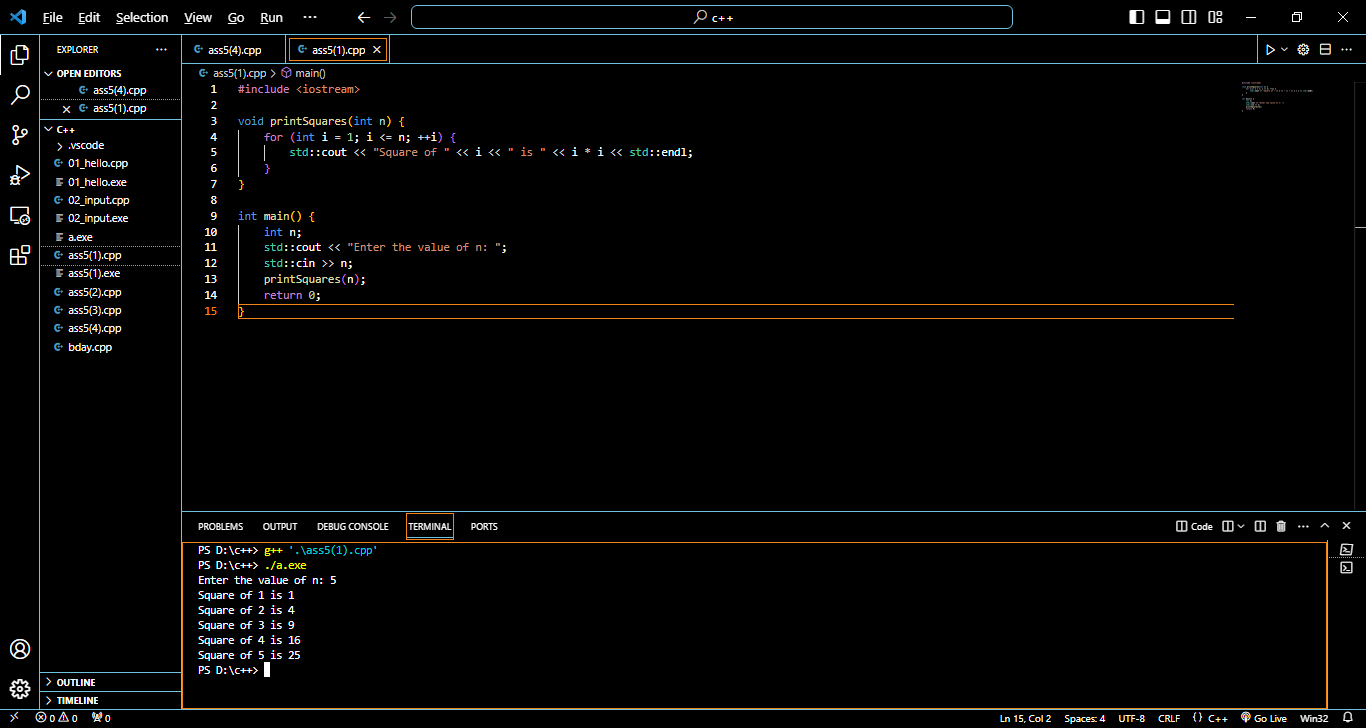 File Edit Selection View Go Run ··· c++
EXPLORER ···
OPEN EDITORS
ass5(4).cpp
ass5(1).cpp
C++
.vscode
01_hello.cpp
01_hello.exe
02_input.cpp
02_input.exe
a.exe
ass5(1).cpp
ass5(1).exe
ass5(2).cpp
ass5(3).cpp
ass5(4).cpp
bday.cpp
OUTLINE
TIMELINE
ass5(4).cpp ass5(1).cpp
ass5(1).cpp > main()
1 #include <iostream>
2
3 void printSquares(int n) {
4 for (int i = 1; i <= n; ++i) {
5 std::cout << "Square of " << i << " is " << i * i << std::endl;
6 }
7 }
8
9 int main() {
10 int n;
11 std::cout << "Enter the value of n: ";
12 std::cin >> n;
13 printSquares(n);
14 return 0;
15 }
PROBLEMS OUTPUT DEBUG CONSOLE TERMINAL PORTS Code
PS D:\c++> g++ '.\ass5(1).cpp'
PS D:\c++> ./a.exe
Enter the value of n: 5
Square of 1 is 1
Square of 2 is 4
Square of 3 is 9
Square of 4 is 16
Square of 5 is 25
PS D:\c++>
0 0 0 Ln 15, Col 2 Spaces: 4 UTF-8 CRLF {} C++ Go Live Win32